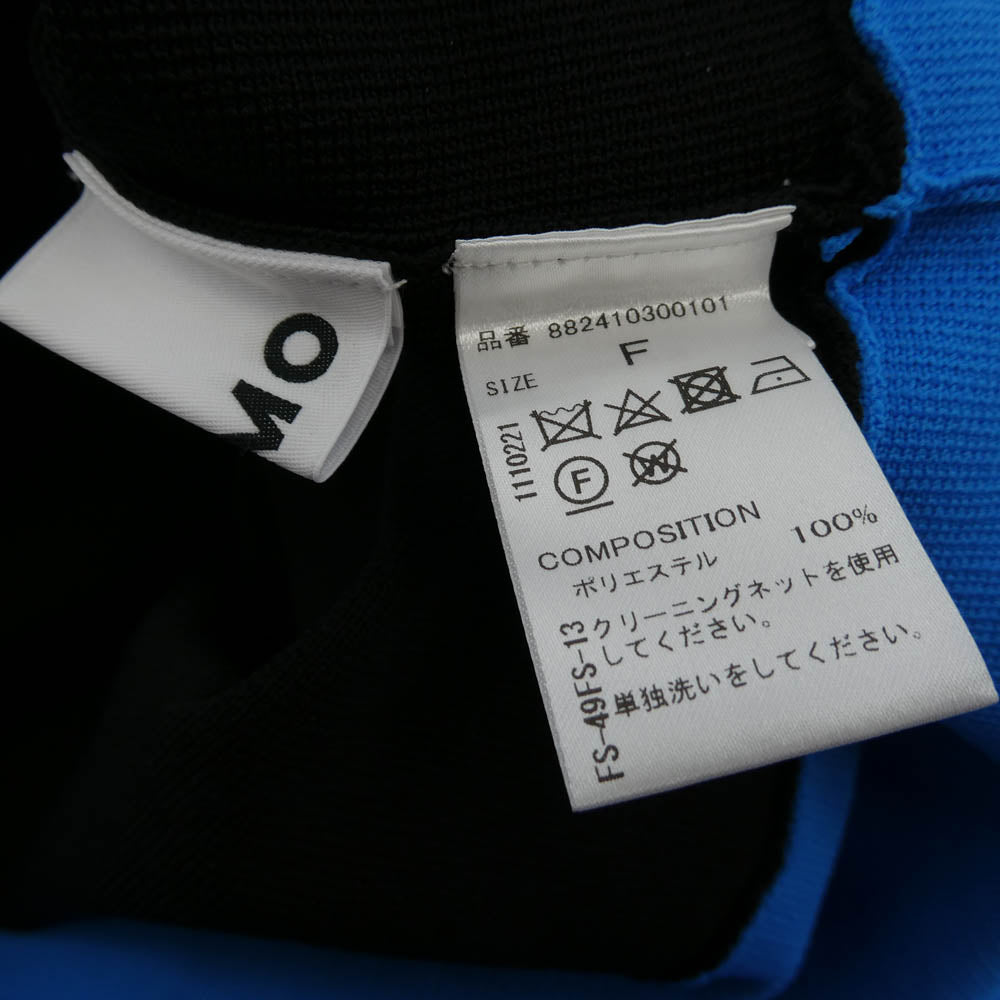 MO
品番 882410300101
SIZE F
1110221
F
W
COMPOSITION
ポリエステル 100%
FS-49FS-13
クリーニングネットを使用
してください。
単独洗いをしてください。